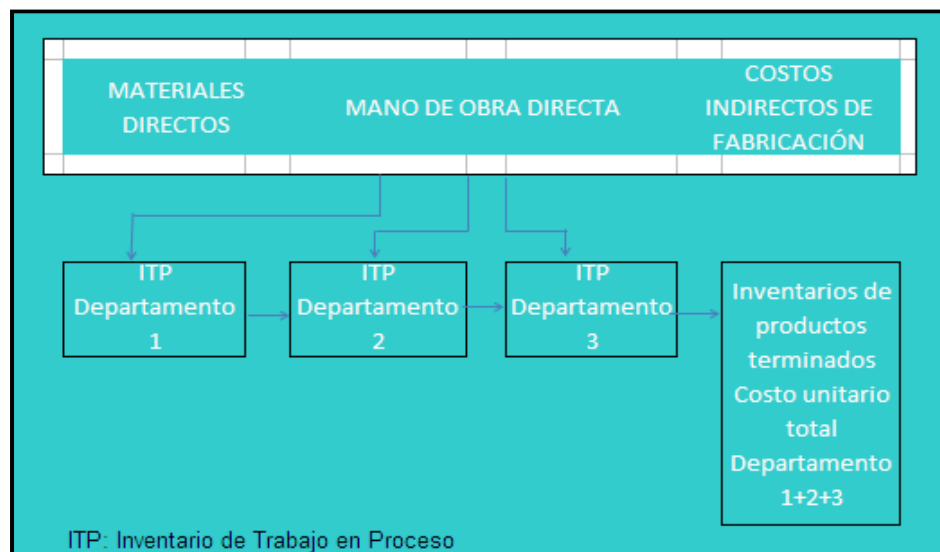 MATERIALES
DIRECTOS
MANO DE OBRA DIRECTA
COSTOS
INDIRECTOS DE
FABRICACIÓN
ITP
Departamento
1
ITP
Departamento
2
ITP
Departamento
3
Inventarios de
productos
terminados
Costo unitario
total
Departamento
1+2+3
ITP: Inventario de Trabajo en Proceso